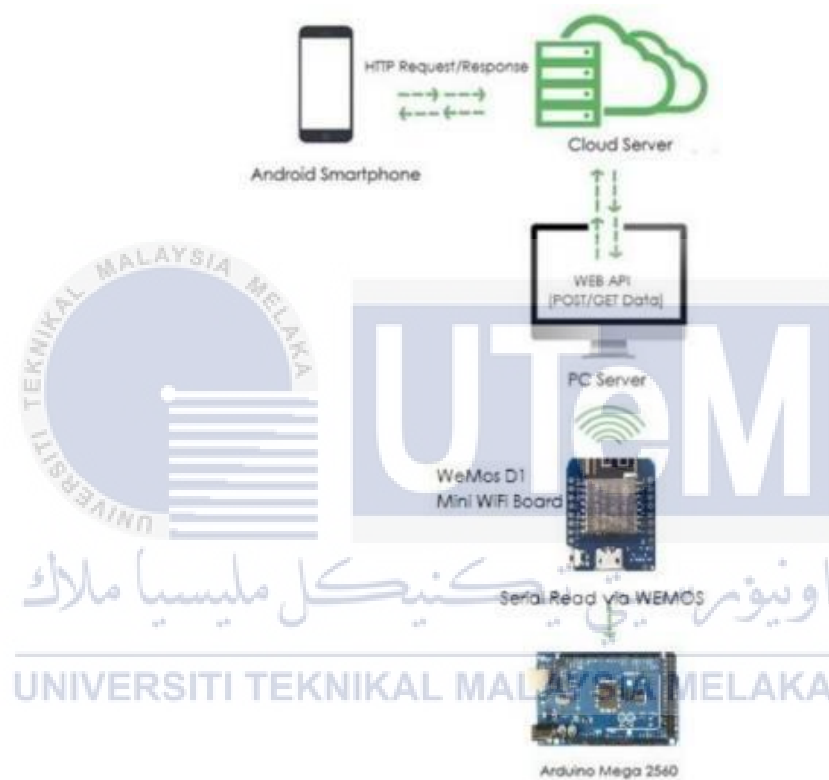 HTTP Request/Response
Cloud Server
Android Smartphone
WEB API
[POST/GET Data]
PC Server
WeMos D1
Mini WiFi Board
Serial Read via WEMOS
Arduino Mega 2560
UNIVERSITI TEKNIKAL MALAYSIA MELAKA
UTeM
اونيۏرسيتي تيكنيكل مليسيا ملاك
UNIVERSITI TEKNIKAL MALAYSIA MELAKA